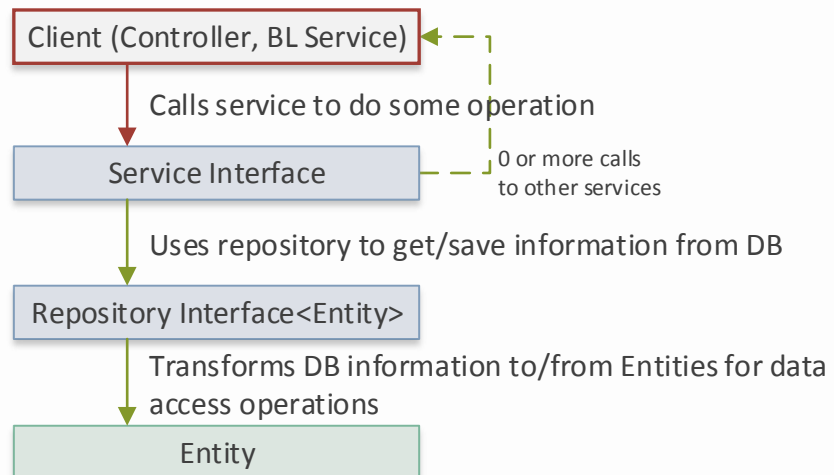 Client (Controller, BL Service)
Calls service to do some operation
Service Interface
0 or more calls
to other services
Uses repository to get/save information from DB
Repository Interface<Entity>
Transforms DB information to/from Entities for data
access operations
Entity